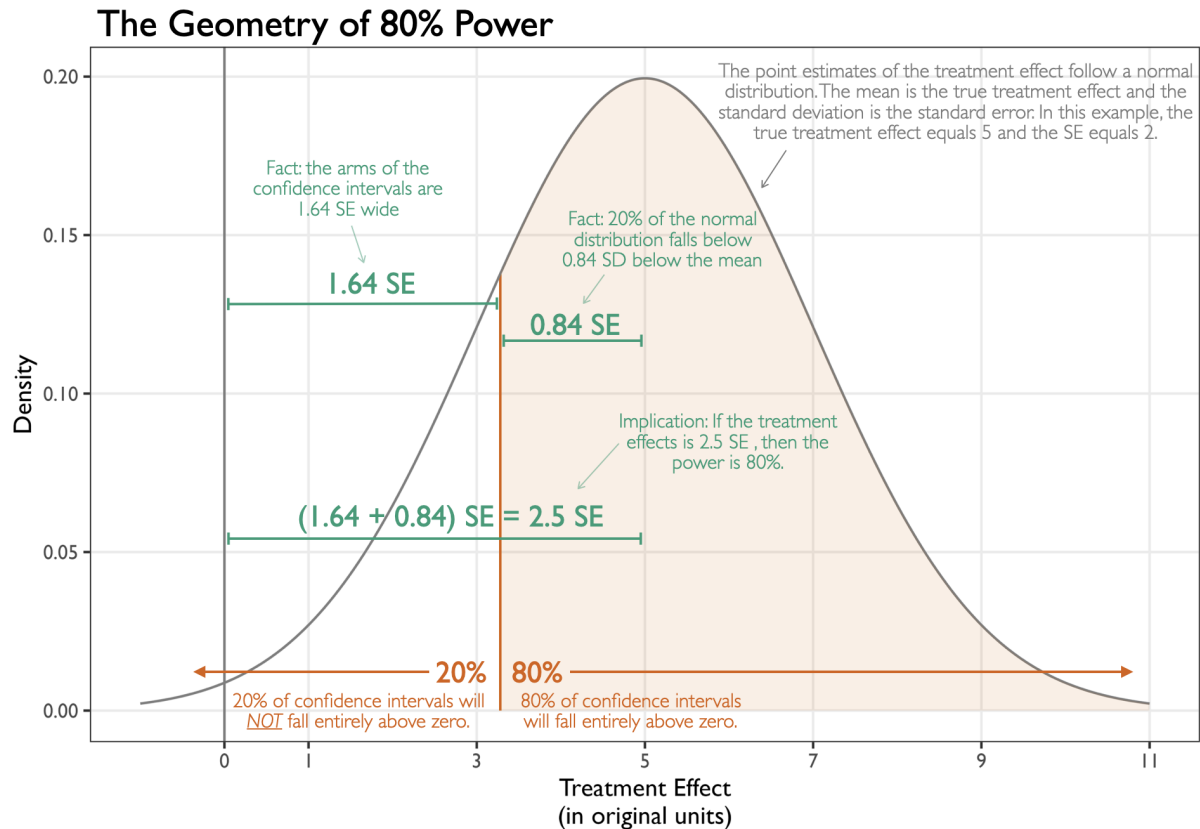 The Geometry of 80% Power
0.20
The point estimates of the treatment effect follow a normal
distribution. The mean is the true treatment effect and the
standard deviation is the standard error. In this example, the
true treatment effect equals 5 and the SE equals 2.
Fact: the arms of the
confidence intervals are
1.64 SE wide
Fact: 20% of the normal
distribution falls below
0.84 SD below the mean
0.15
1.64 SE
0.84 SE
Density
0.10
Implication: If the treatment
effects is 2.5 SE , then the
power is 80%.
(1.64 + 0.84) SE = 2.5 SE
0.05
20%
80%
20% of confidence intervals will
NOT fall entirely above zero.
80% of confidence intervals
will fall entirely above zero.
0.00
0 1 3 5 7 9 11
Treatment Effect
(in original units)